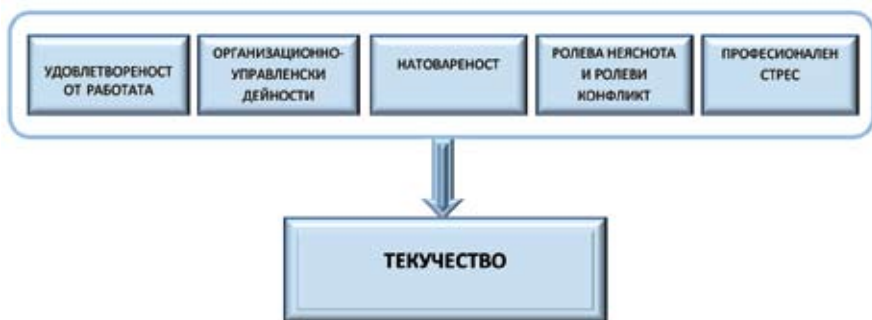 УДОВЛЕТВОРЕНОСТ
ОТ РАБОТАТА
ОРГАНИЗАЦИОННО-
УПРАВЛЕНСКИ
ДЕЙНОСТИ
НАТОВАРЕНОСТ
РОЛЕВА НЕЯСНОТА
И РОЛЕВИ
КОНФЛИКТ
ПРОФЕСИОНАЛЕН
СТРЕС
ТЕКУЧЕСТВО